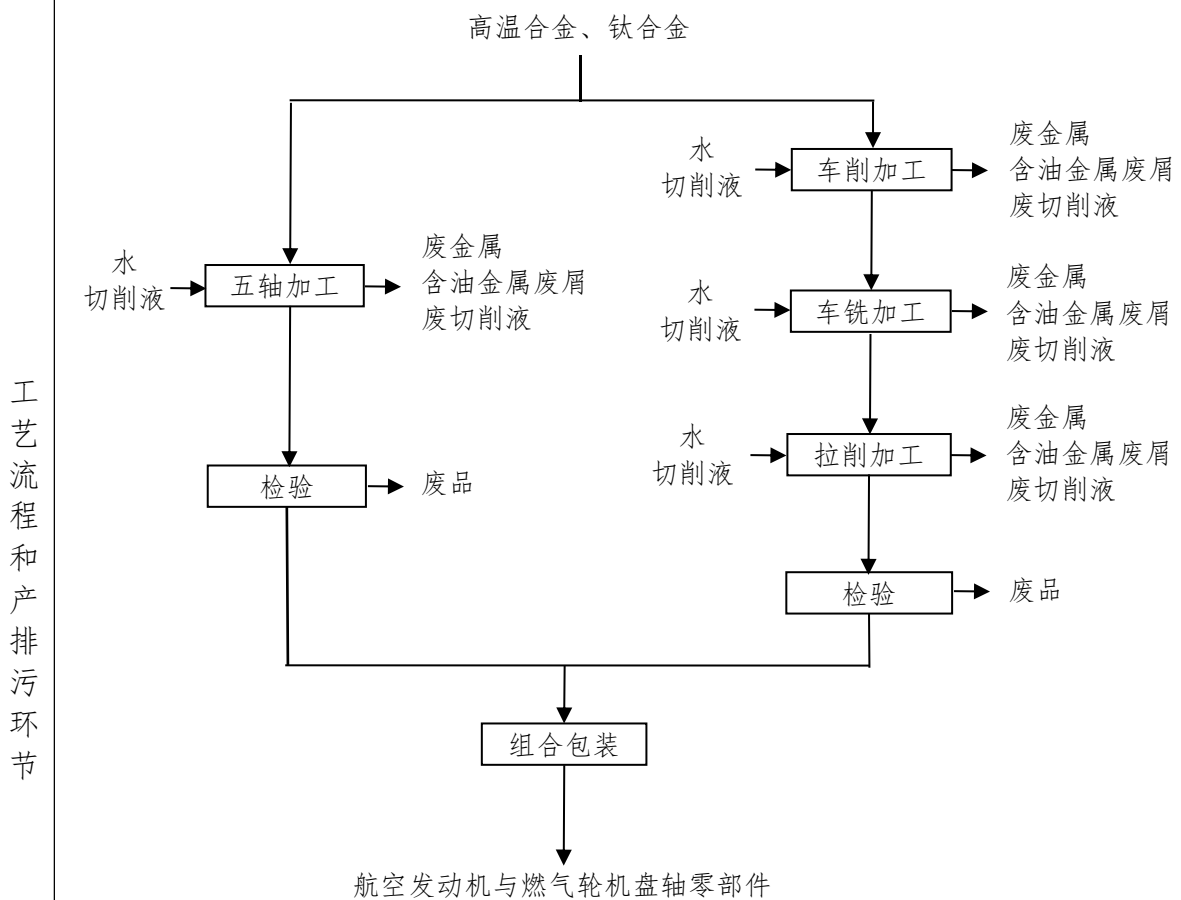 工艺流程和产排污环节
高温合金、钛合金
水
切削液
车削加工
废金属
含油金属废屑
废切削液
水
切削液
五轴加工
废金属
含油金属废屑
废切削液
水
切削液
车铣加工
废金属
含油金属废屑
废切削液
水
切削液
拉削加工
废金属
含油金属废屑
废切削液
检验
废品
检验
废品
组合包装
航空发动机与燃气轮机盘轴零部件